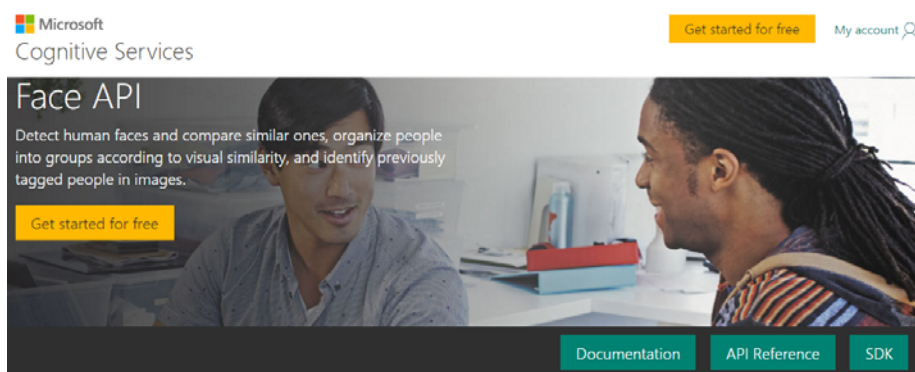 Microsoft
Cognitive Services
Get started for free
My account
Face API
Detect human faces and compare similar ones, organize people
into groups according to visual similarity, and identify previously
tagged people in images.
Get started for free
Documentation
API Reference
SDK